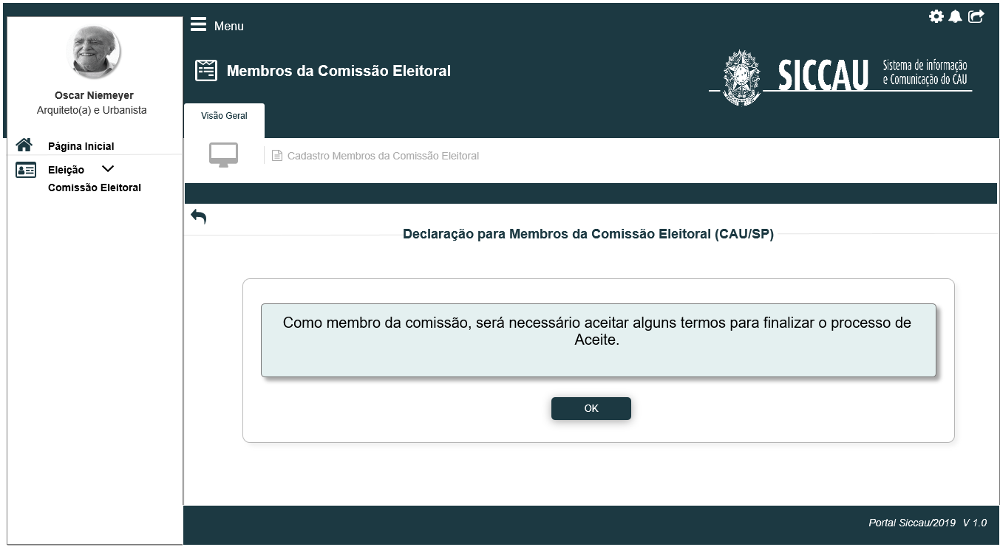 Menu
Membros da Comissão Eleitoral
SICCAU
Sistema de informação
e Comunicação do CAU
Oscar Niemeyer
Arquiteto(a) e Urbanista
Página Inicial
Eleição
Comissão Eleitoral
Visão Geral
Cadastro Membros da Comissão Eleitoral
Declaração para Membros da Comissão Eleitoral (CAU/SP)
Como membro da comissão, será necessário aceitar alguns termos para finalizar o processo de
Aceite.
OK
Portal Siccau/2019 V 1.0